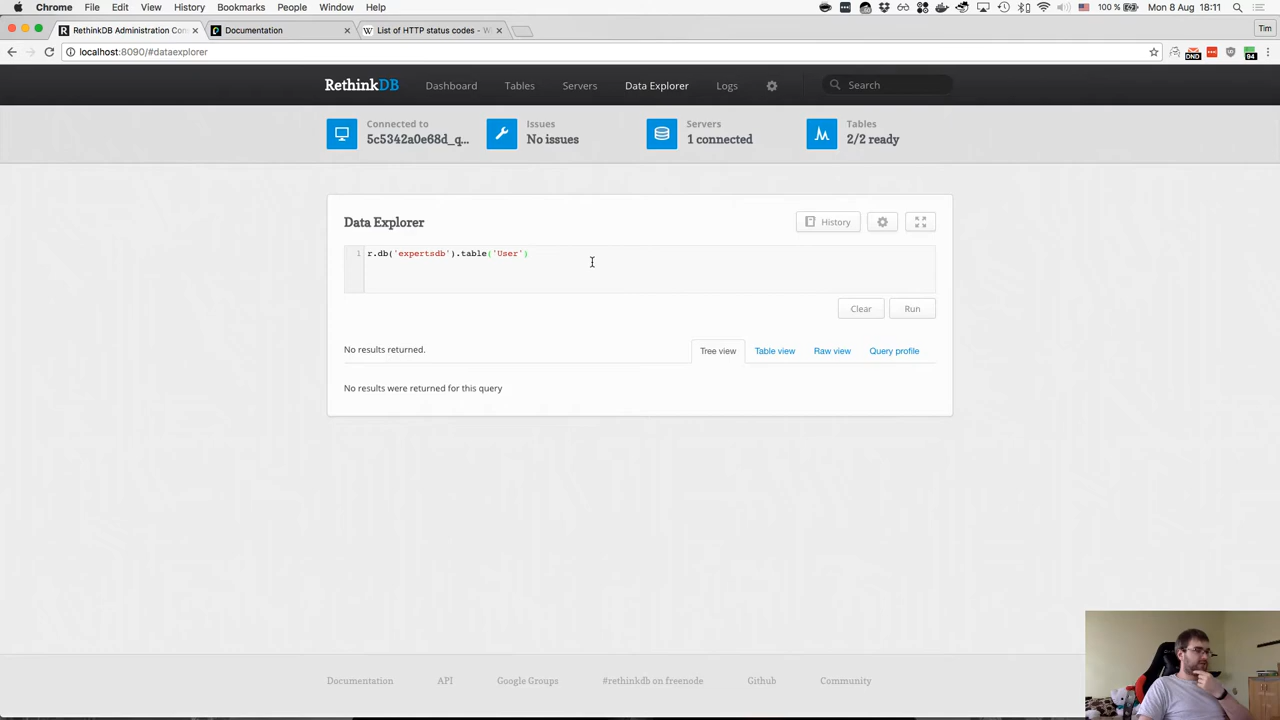 Chrome File Edit View History Bookmarks People Window Help 100 % Mon 8 Aug 18:11
RethinkDB Administration Con
Documentation
List of HTTP status codes - W
Tim
localhost:8090/#dataexplorer
DND
94
RethinkDB Dashboard Tables Servers Data Explorer Logs Search
Connected to
5c5342a0e68d_q...
Issues
No issues
Servers
1 connected
Tables
2/2 ready
Data Explorer
History
1 r.db('expertsdb').table('User')
Clear Run
No results returned.
Tree view Table view Raw view Query profile
No results were returned for this query
Documentation API Google Groups #rethinkdb on freenode Github Community